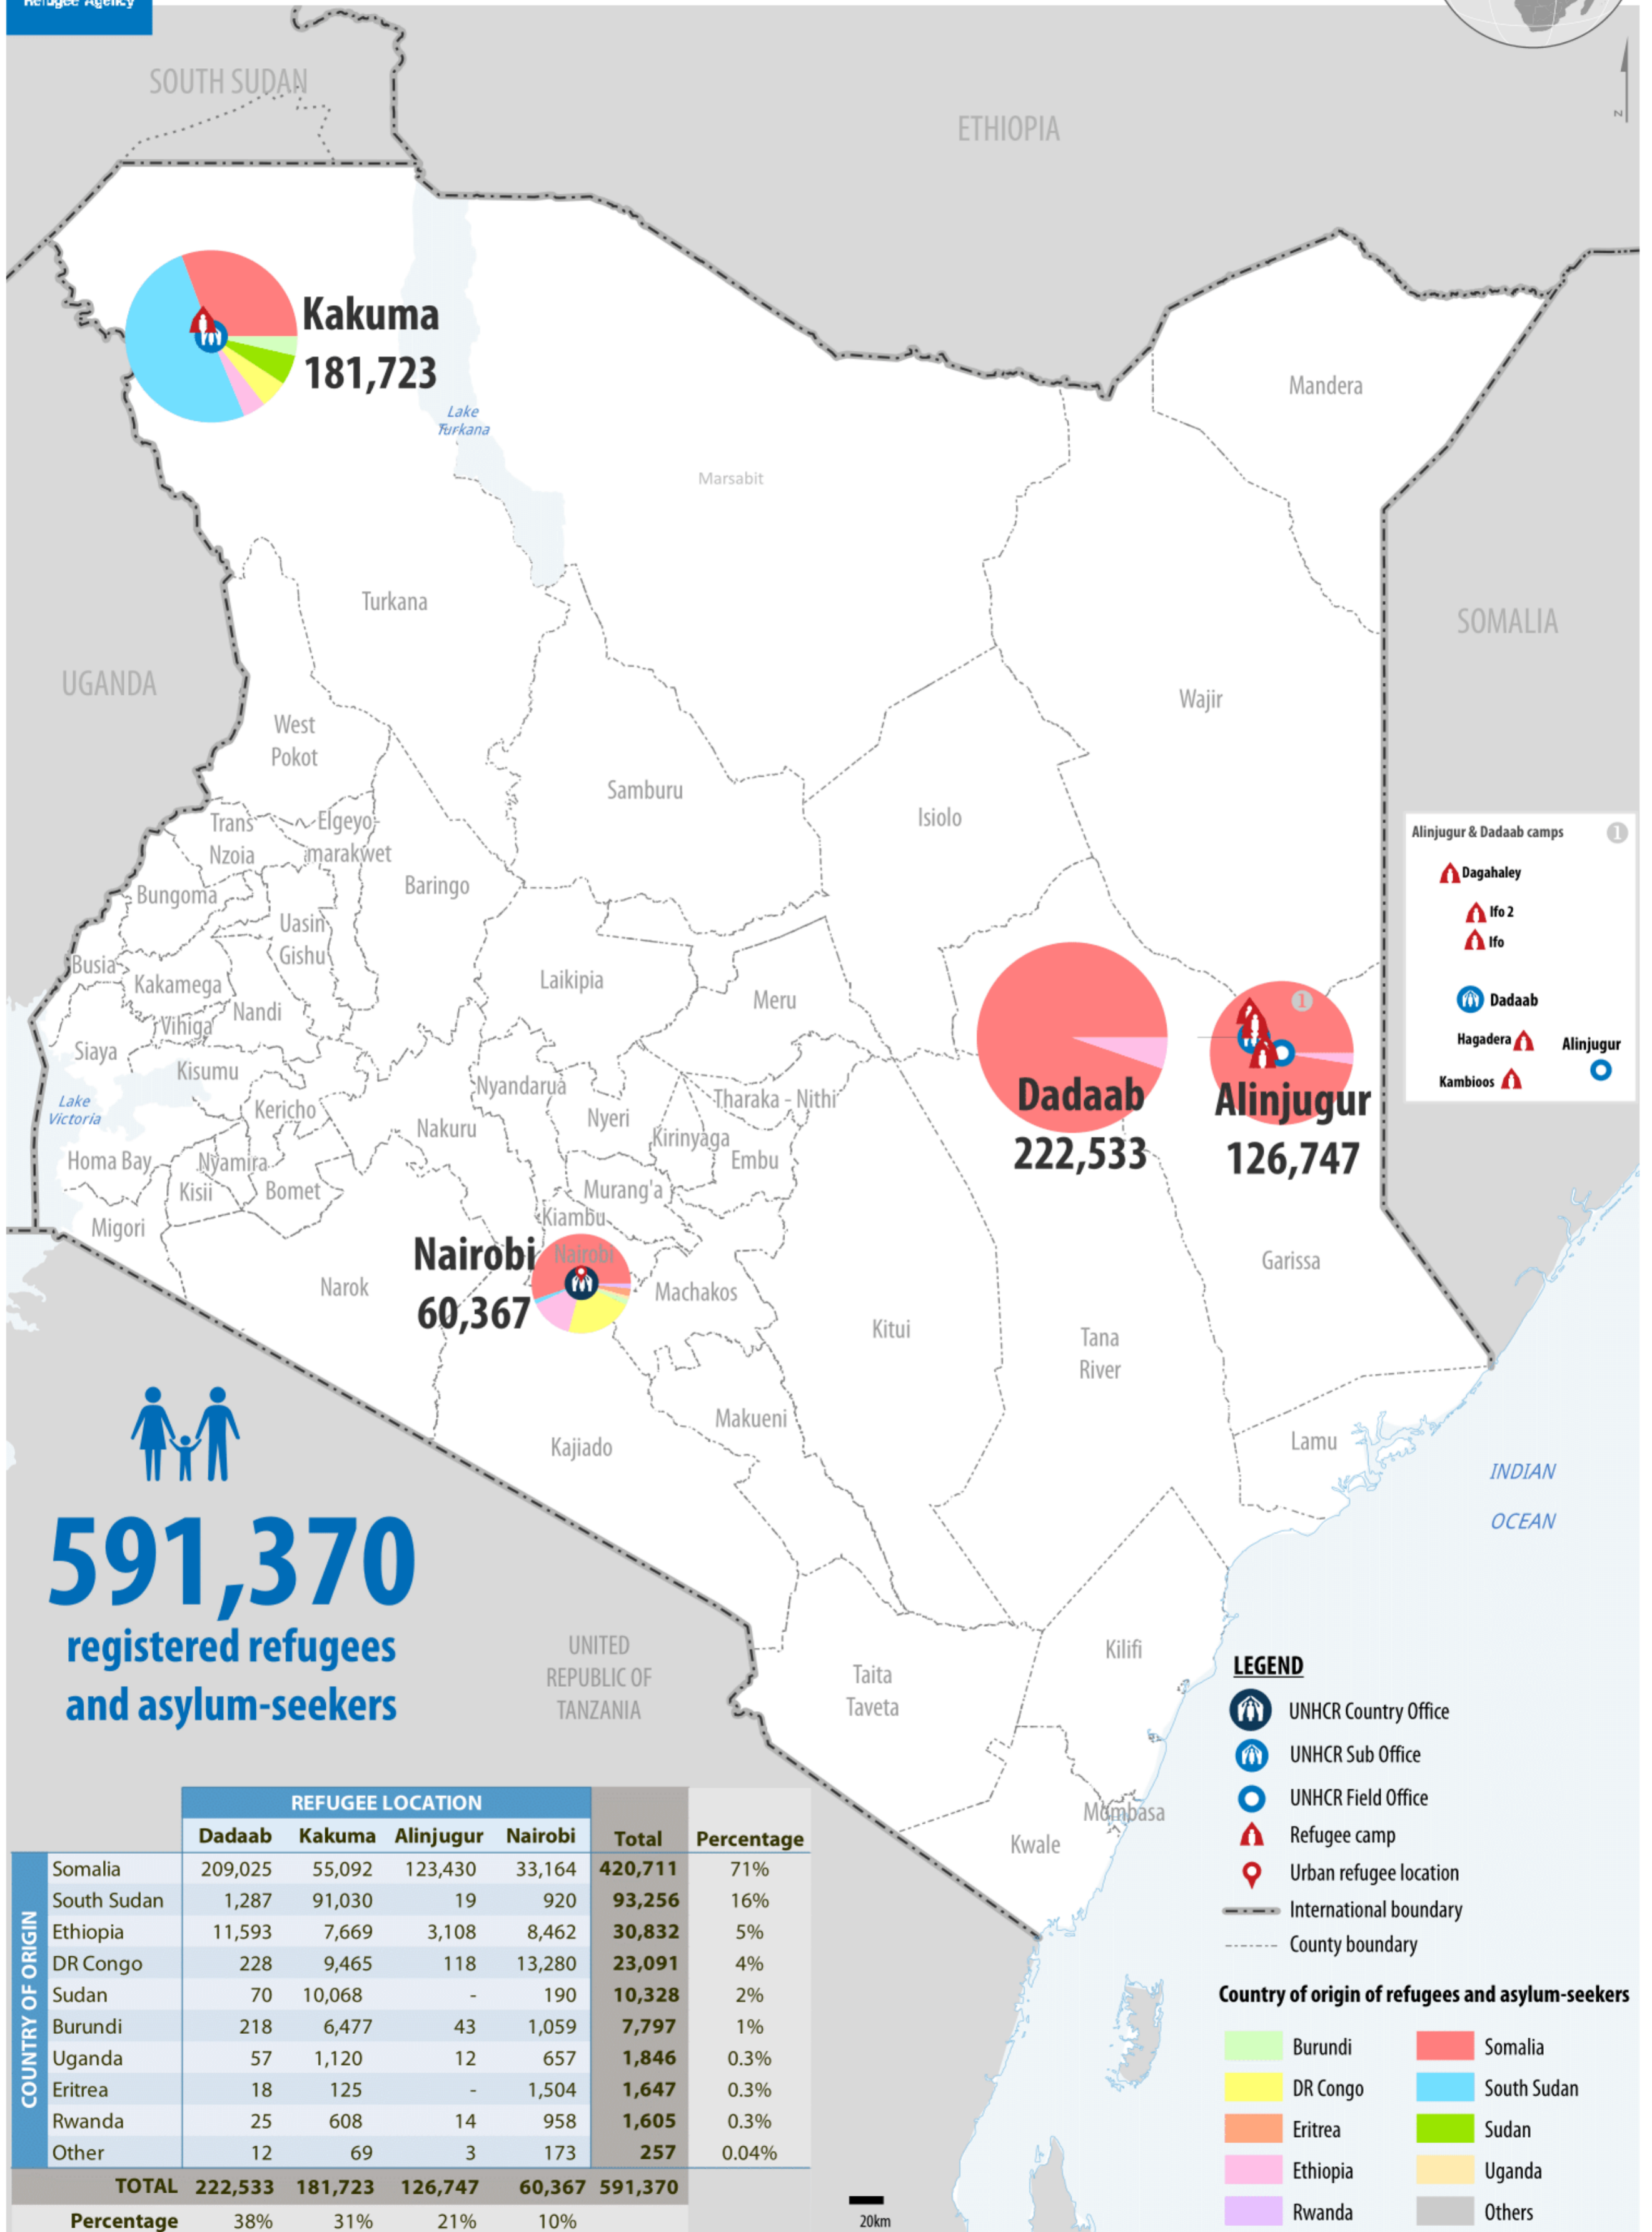 Refugee Agency
SOUTH SUDAN
ETHIOPIA
N
Kakuma
181,723
Lake
Turkana
Mandera
Marsabit
Turkana
SOMALIA
UGANDA
Wajir
West
Pokot
Samburu
Isiolo
Trans
Nzoia
Elgeyo-
marakwet
Baringo
Bungoma
Uasin
Gishu
Busia
Kakamega
Nandi
Vihiga
Laikipia
Meru
Siaya
Kisumu
Lake
Victoria
Kericho
Nyandarua
Nyeri
Tharaka - Nithi
Kirinyaga
Embu
Nakuru
Homa Bay
Nyamira
Kisii
Bomet
Murang'a
Migori
Kiambu
Alinjugur & Dadaab camps 1
Dagahaley
Ifo 2
Ifo
Dadaab
Hagadera
Alinjugur
Kambioos
1
Dadaab
222,533
Alinjugur
126,747
Nairobi
60,367
Nairobi
Narok
Machakos
Garissa
Kitui
Tana
River
Makueni
Kajiado
Lamu
INDIAN
OCEAN
591,370
registered refugees
and asylum-seekers
UNITED
REPUBLIC OF
TANZANIA
Taita
Taveta
Kilifi
Mombasa
Kwale
LEGEND
UNHCR Country Office
UNHCR Sub Office
UNHCR Field Office
Refugee camp
Urban refugee location
International boundary
County boundary
Country of origin of refugees and asylum-seekers
Burundi Somalia
DR Congo South Sudan
Eritrea Sudan
Ethiopia Uganda
Rwanda Others
REFUGEE LOCATION
Dadaab Kakuma Alinjugur Nairobi Total Percentage
COUNTRY OF ORIGIN
Somalia 209,025 55,092 123,430 33,164 420,711 71%
South Sudan 1,287 91,030 19 920 93,256 16%
Ethiopia 11,593 7,669 3,108 8,462 30,832 5%
DR Congo 228 9,465 118 13,280 23,091 4%
Sudan 70 10,068 - 190 10,328 2%
Burundi 218 6,477 43 1,059 7,797 1%
Uganda 57 1,120 12 657 1,846 0.3%
Eritrea 18 125 - 1,504 1,647 0.3%
Rwanda 25 608 14 958 1,605 0.3%
Other 12 69 3 173 257 0.04%
TOTAL 222,533 181,723 126,747 60,367 591,370
Percentage 38% 31% 21% 10%
20km